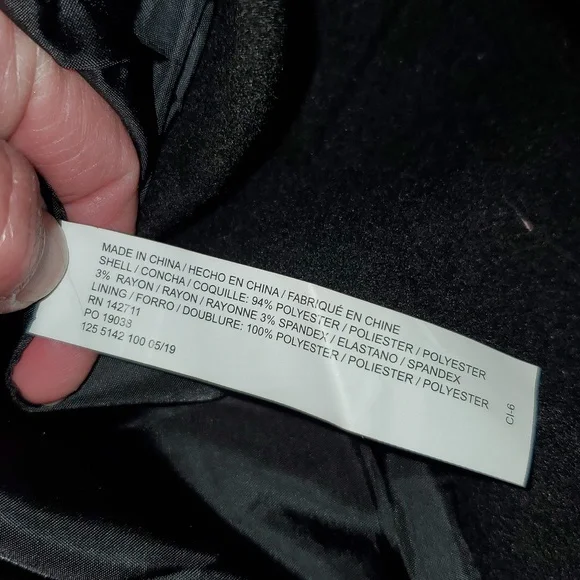 MADE IN CHINA / HECHO EN CHINA / FABRIQUÉ EN CHINE
SHELL / CONCHA / COQUILLE: 94% POLYESTER / POLIESTER / POLYESTER
3% RAYON / RAYON / RAYONNE 3% SPANDEX / ELASTANO / SPANDEX
LINING / FORRO / DOUBLURE: 100% POLYESTER / POLIESTER / POLYESTER
RN 142711
PO 19038
125 5142 100 05/19
CI-6